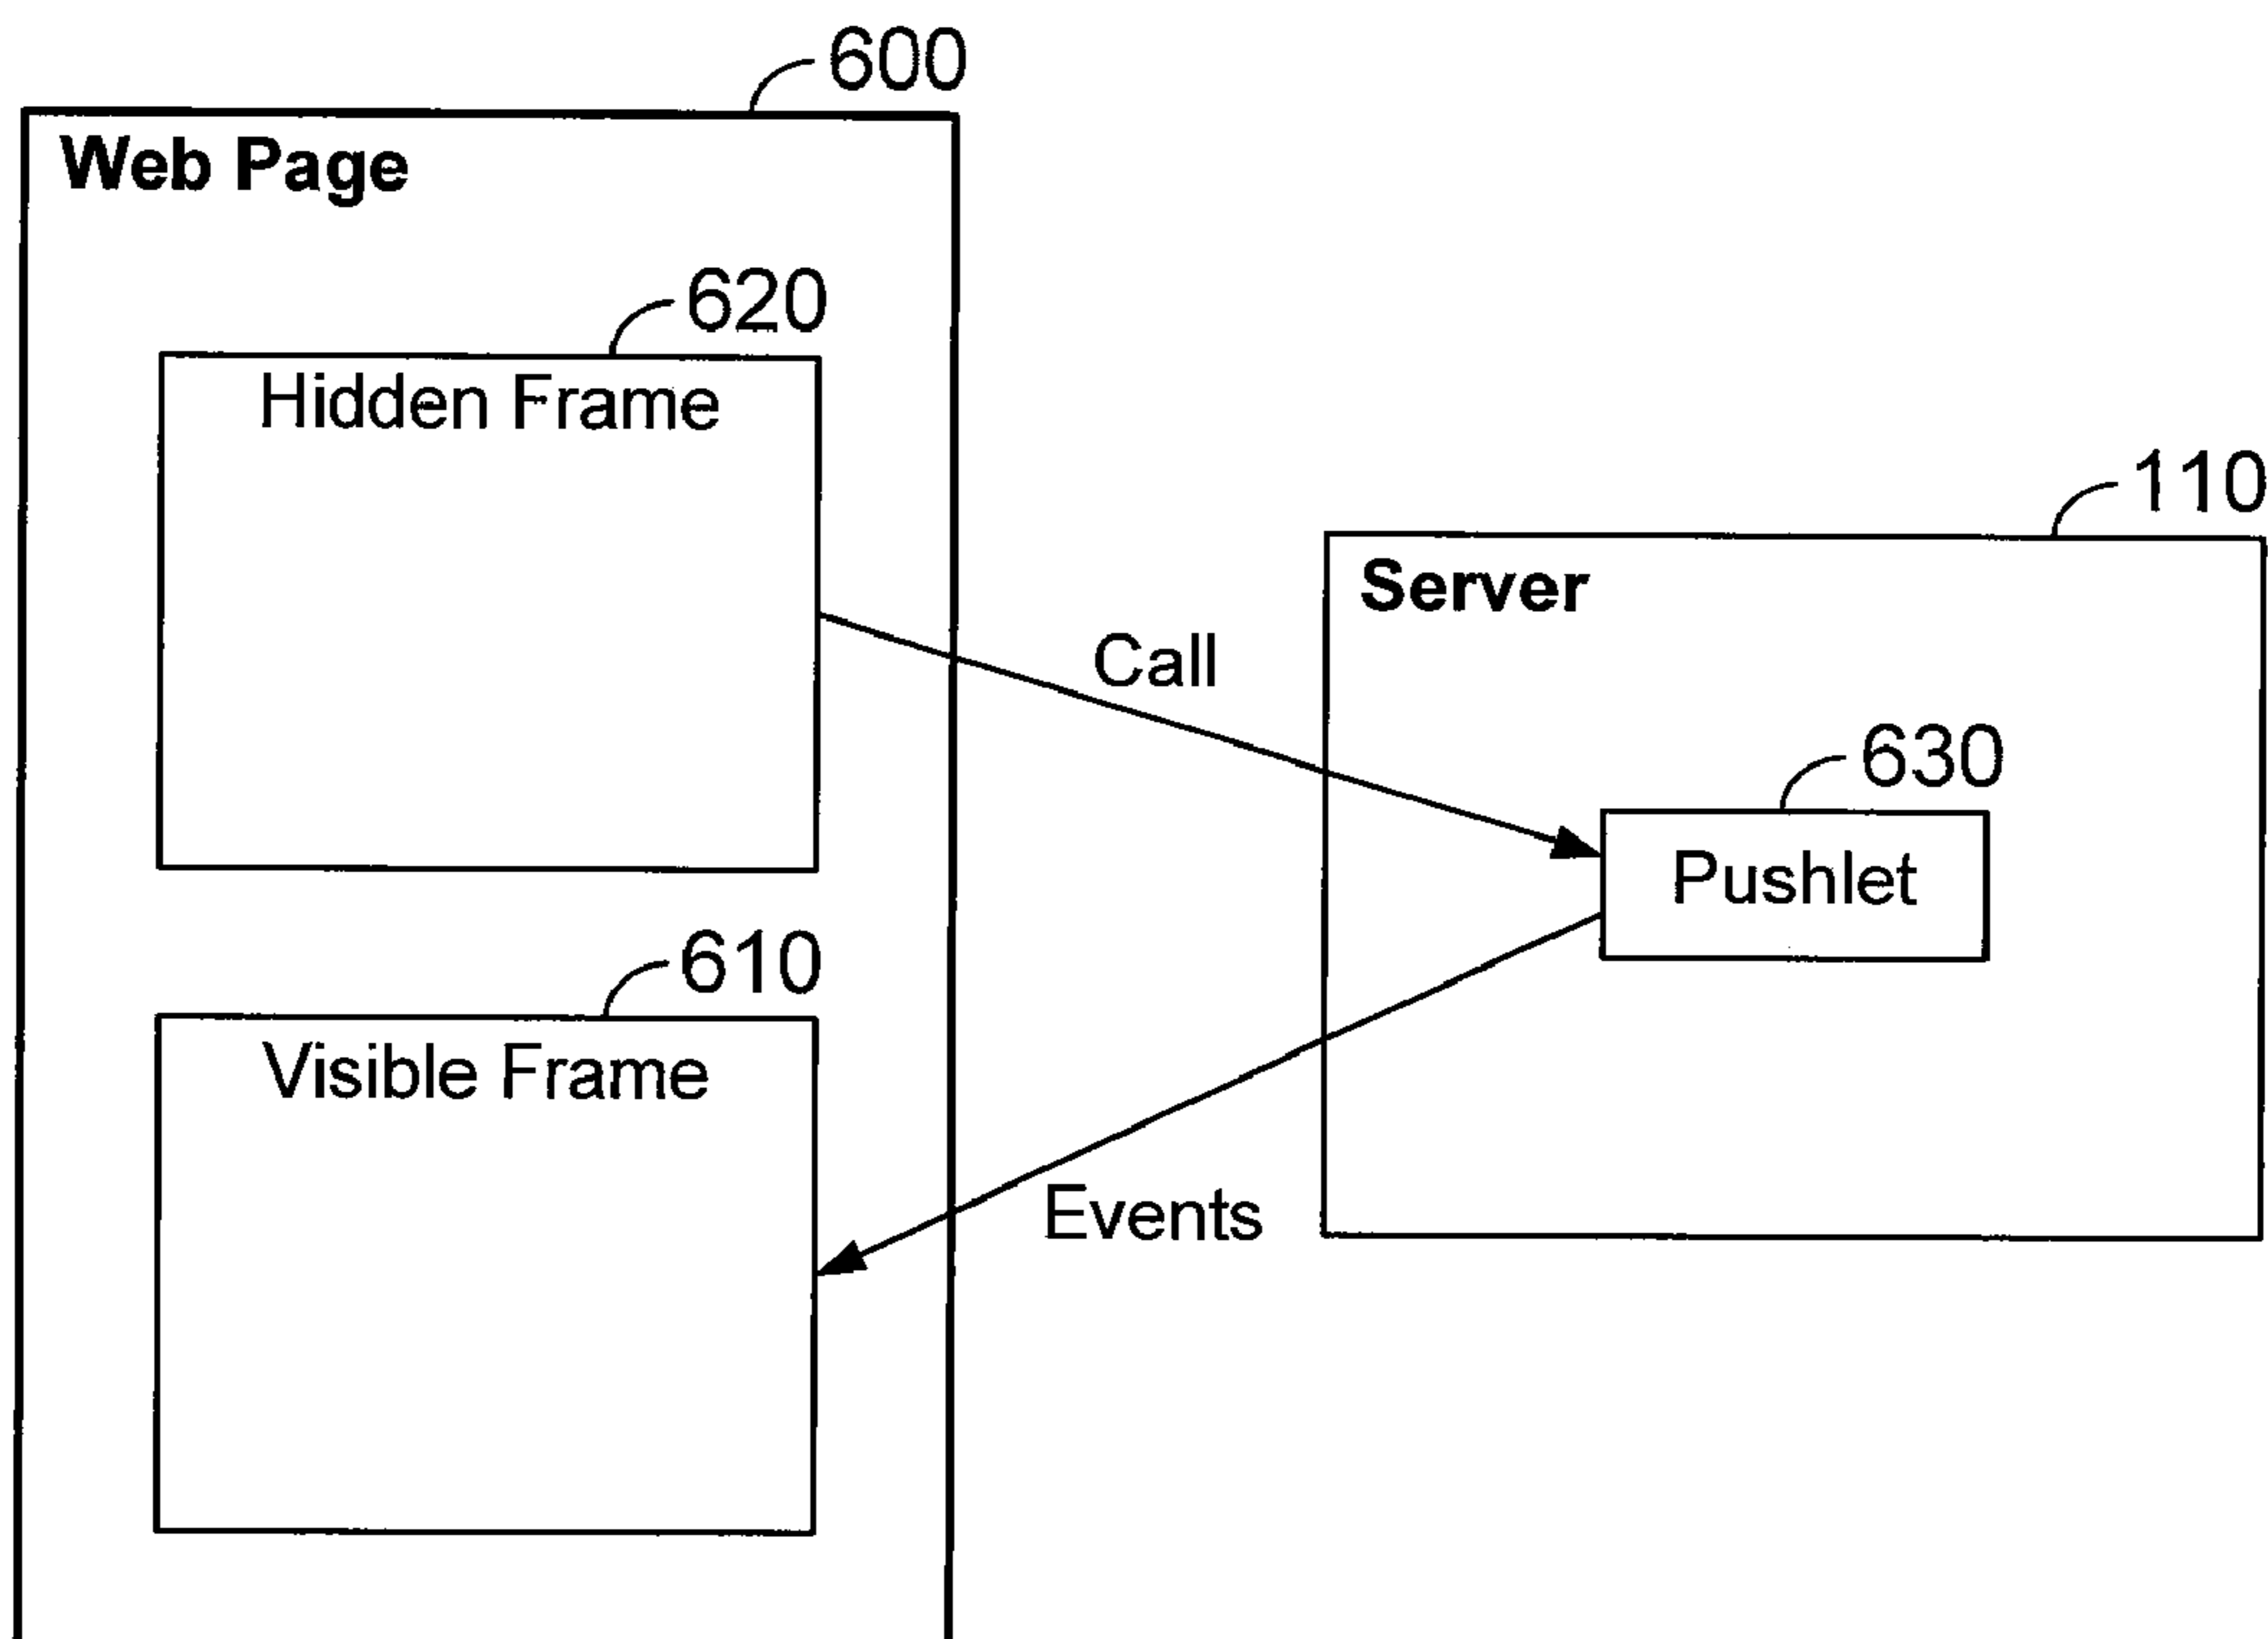 600
Web Page
620
Hidden Frame
110
Server
Call
630
Pushlet
610
Visible Frame
Events